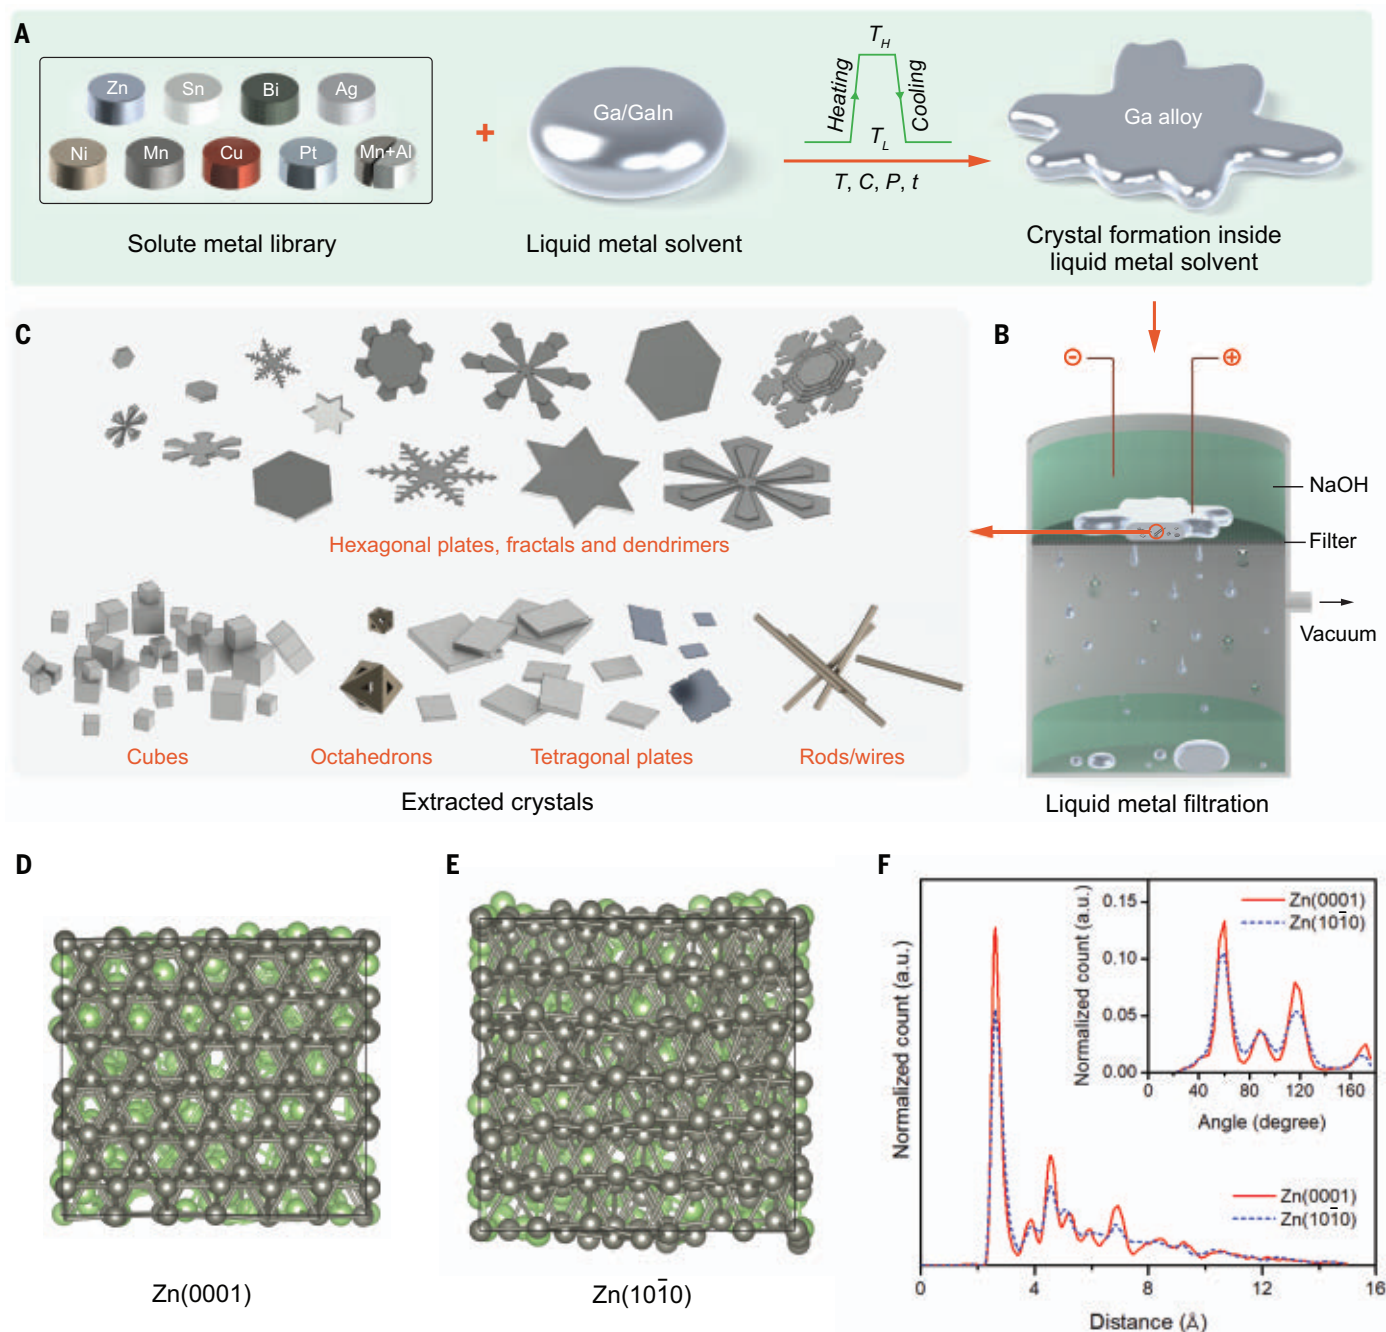 A
Zn
Sn
Bi
Ag
Ni
Mn
Cu
Pt
Mn+Al
Solute metal library
+
Ga/GaIn
Liquid metal solvent
T_H
Heating
Cooling
T_L
T, C, P, t
Ga alloy
Crystal formation inside
liquid metal solvent
C
Hexagonal plates, fractals and dendrimers
Cubes
Octahedrons
Tetragonal plates
Rods/wires
Extracted crystals
B
−
+
NaOH
Filter
Vacuum
Liquid metal filtration
D
Zn(0001)
E
Zn(101̅0)
F
Normalized count (a.u.)
0
4
8
12
16
Distance (Å)
Zn(0001)
Zn(101̅0)
Normalized count (a.u.)
0.15
0.10
0.05
0.00
0
40
80
120
160
Angle (degree)
Zn(0001)
Zn(101̅0)